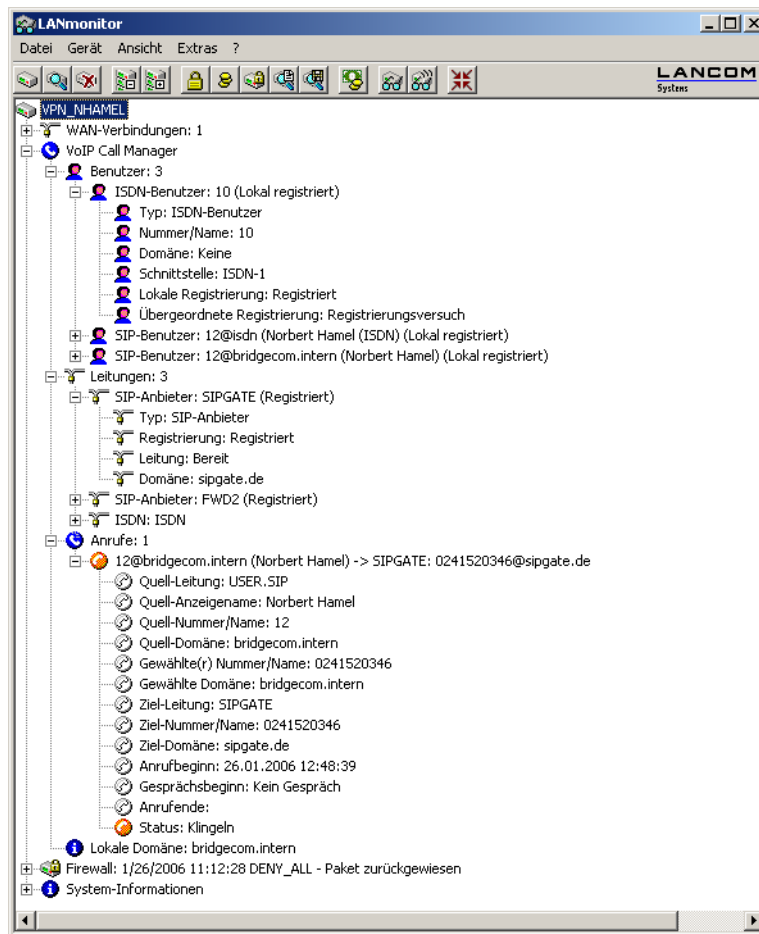 LANmonitor
Datei Gerät Ansicht Extras ?
LANCOM
Systems
VPN_NHAMEL
WAN-Verbindungen: 1
VoIP Call Manager
Benutzer: 3
ISDN-Benutzer: 10 (Lokal registriert)
Typ: ISDN-Benutzer
Nummer/Name: 10
Domäne: Keine
Schnittstelle: ISDN-1
Lokale Registrierung: Registriert
Übergeordnete Registrierung: Registrierungsversuch
SIP-Benutzer: 12@isdn (Norbert Hamel (ISDN) (Lokal registriert)
SIP-Benutzer: 12@bridgecom.intern (Norbert Hamel) (Lokal registriert)
Leitungen: 3
SIP-Anbieter: SIPGATE (Registriert)
Typ: SIP-Anbieter
Registrierung: Registriert
Leitung: Bereit
Domäne: sipgate.de
SIP-Anbieter: FWD2 (Registriert)
ISDN: ISDN
Anrufe: 1
12@bridgecom.intern (Norbert Hamel) -> SIPGATE: 0241520346@sipgate.de
Quell-Leitung: USER.SIP
Quell-Anzeigename: Norbert Hamel
Quell-Nummer/Name: 12
Quell-Domäne: bridgecom.intern
Gewählte(r) Nummer/Name: 0241520346
Gewählte Domäne: bridgecom.intern
Ziel-Leitung: SIPGATE
Ziel-Nummer/Name: 0241520346
Ziel-Domäne: sipgate.de
Anrufbeginn: 26.01.2006 12:48:39
Gesprächsbeginn: Kein Gespräch
Anrufende:
Status: Klingeln
Lokale Domäne: bridgecom.intern
Firewall: 1/26/2006 11:12:28 DENY_ALL - Paket zurückgewiesen
System-Informationen